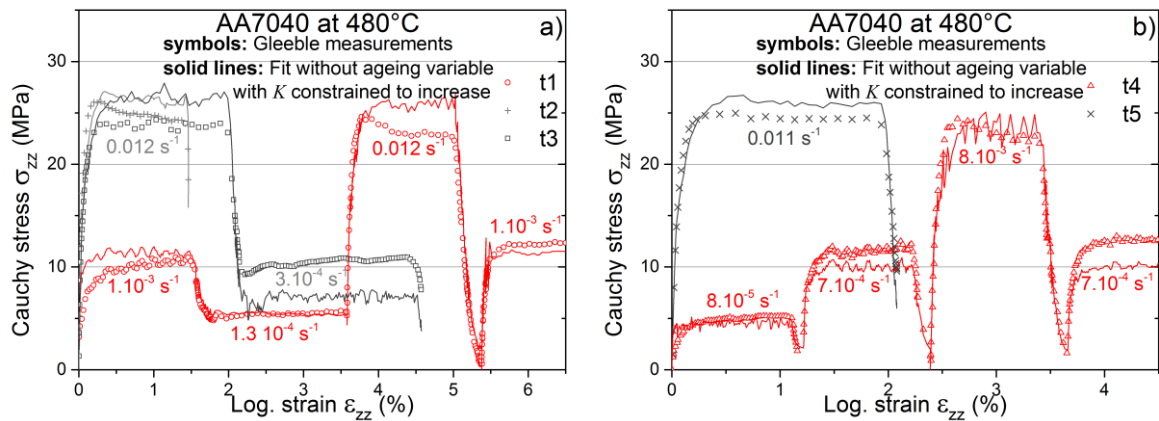 AA7040 at 480°C
a)
symbols: Gleeble measurements
solid lines: Fit without ageing variable
with K constrained to increase
t1
t2
t3
0.012 s⁻¹
0.012 s⁻¹
1.10⁻³ s⁻¹
1.10⁻³ s⁻¹
3.10⁻⁴ s⁻¹
1.3 10⁻⁴ s⁻¹
30
20
10
0
Cauchy stress σzz (MPa)
0 1 2 3 4 5 6
Log. strain εzz (%)
AA7040 at 480°C
b)
symbols: Gleeble measurements
solid lines: Fit without ageing variable
with K constrained to increase
t4
t5
0.011 s⁻¹
8.10⁻³ s⁻¹
8.10⁻⁵ s⁻¹
7.10⁻⁴ s⁻¹
7.10⁻⁴ s⁻¹
30
20
10
0
Cauchy stress σzz (MPa)
0 1 2 3 4
Log. strain εzz (%)